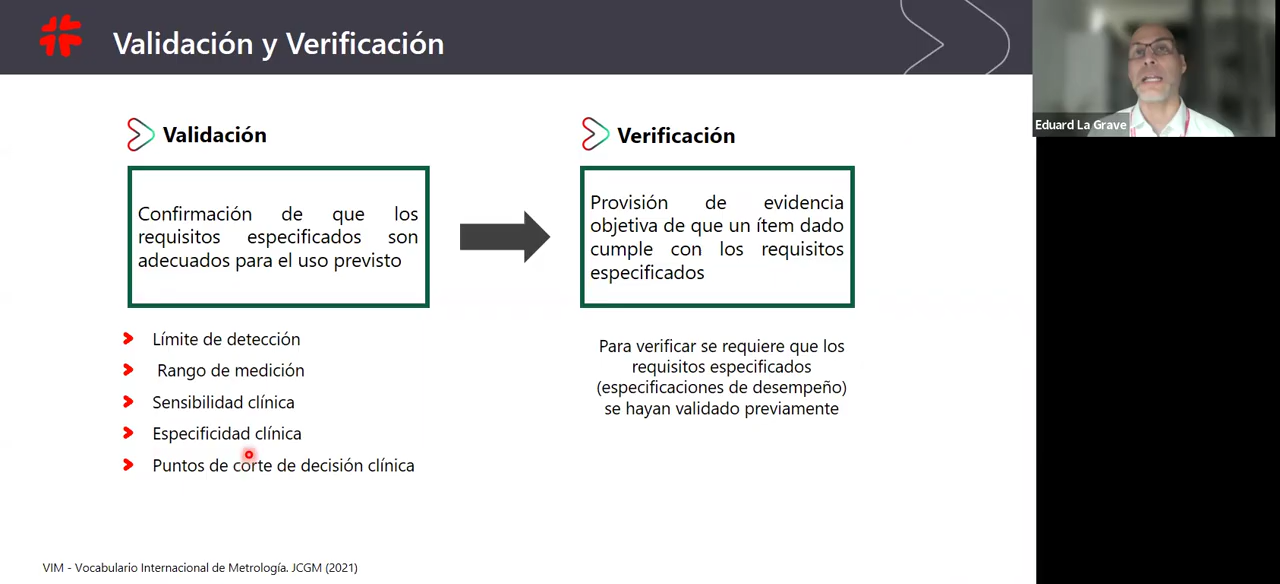 Validación y Verificación
Eduard La Grave
Validación
Confirmación de que los
requisitos especificados son
adecuados para el uso previsto
Límite de detección
Rango de medición
Sensibilidad clínica
Especificidad clínica
Puntos de corte de decisión clínica
Verificación
Provisión de evidencia
objetiva de que un ítem dado
cumple con los requisitos
especificados
Para verificar se requiere que los
requisitos especificados
(especificaciones de desempeño)
se hayan validado previamente
VIM - Vocabulario Internacional de Metrología. JCGM (2021)